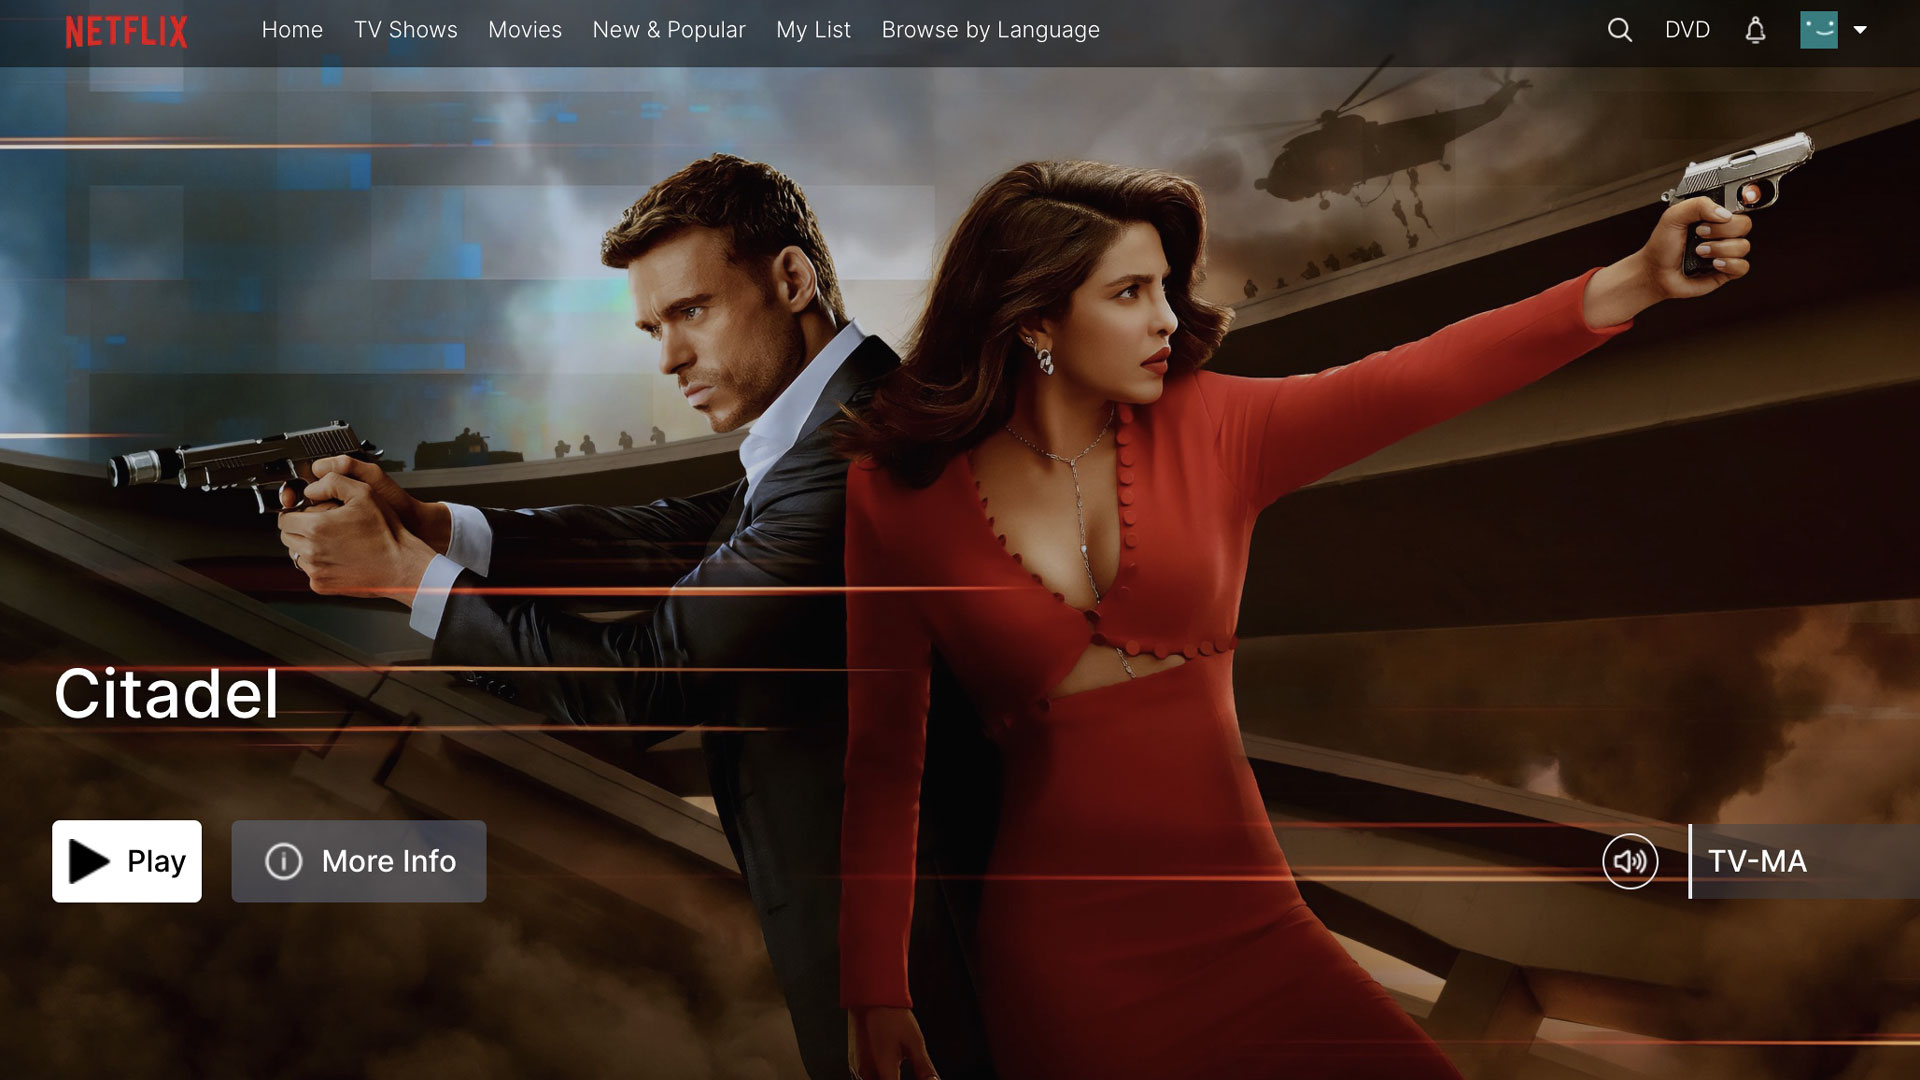 NETFLIX Home TV Shows Movies New & Popular My List Browse by Language DVD
Citadel
Play More Info TV-MA